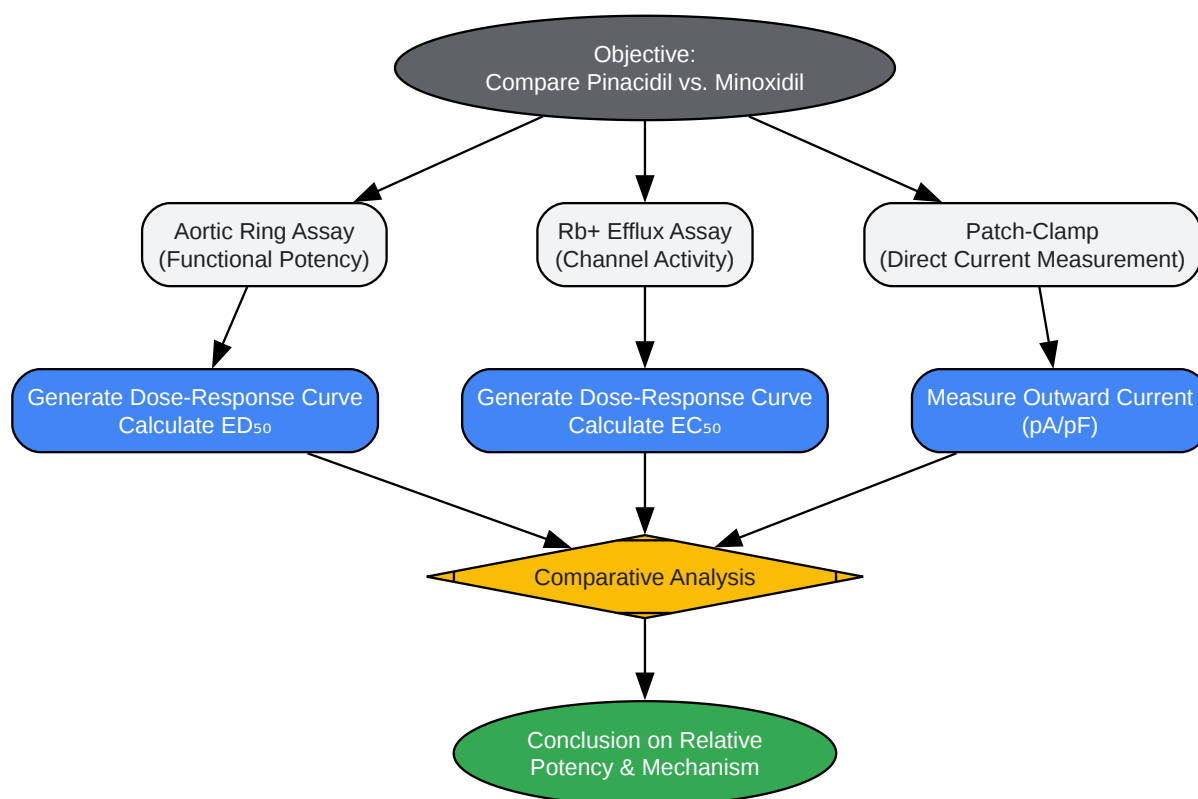 Objective:
Compare Pinacidil vs. Minoxidil
Aortic Ring Assay
(Functional Potency)
Rb+ Efflux Assay
(Channel Activity)
Patch-Clamp
(Direct Current Measurement)
Generate Dose-Response Curve
Calculate ED₅₀
Generate Dose-Response Curve
Calculate EC₅₀
Measure Outward Current
(pA/pF)
Comparative Analysis
Conclusion on Relative
Potency & Mechanism